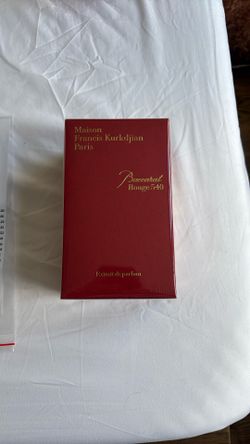 Maison
Francis Kurkdjian
Paris
Baccarat
Rouge 540
Extrait de parfum